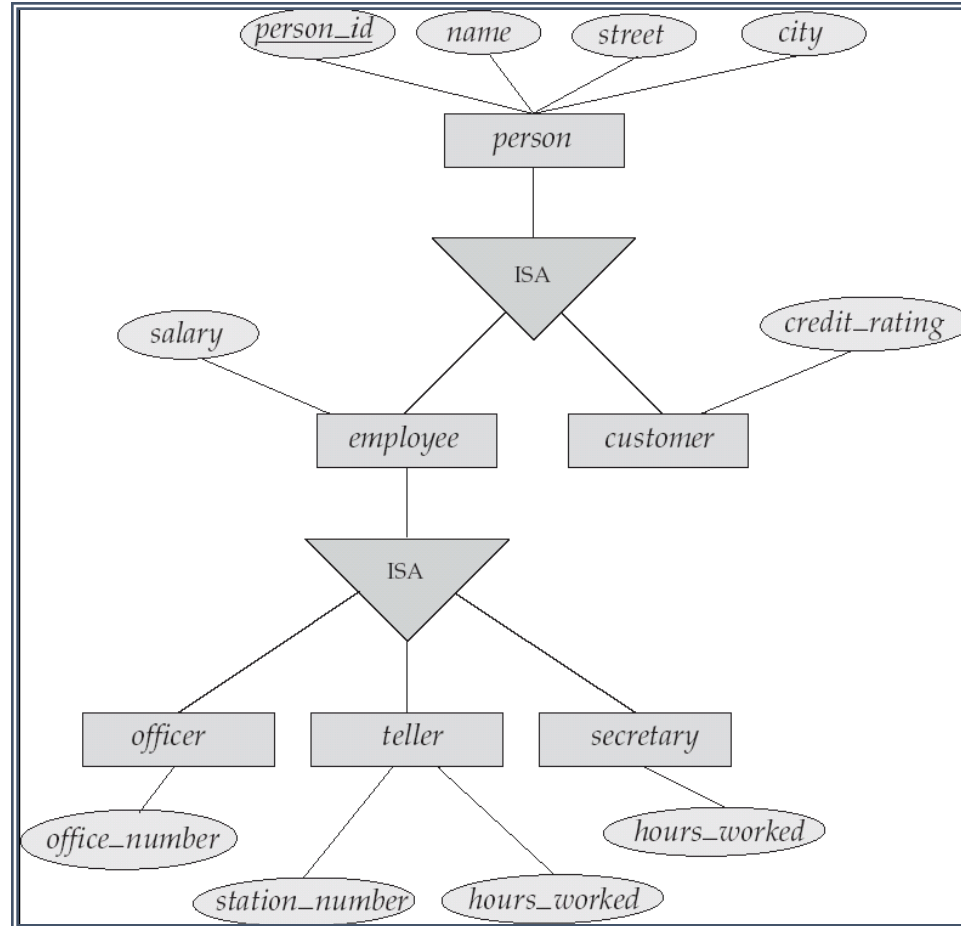 person_id name street city
person
ISA
salary credit_rating
employee customer
ISA
officer teller secretary
office_number hours_worked
station_number hours_worked